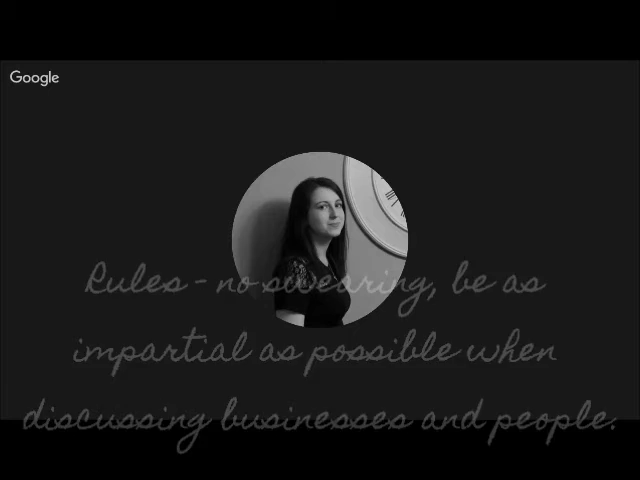 Google
Rules - no swearing, be as
impartial as possible when
discussing businesses and people.